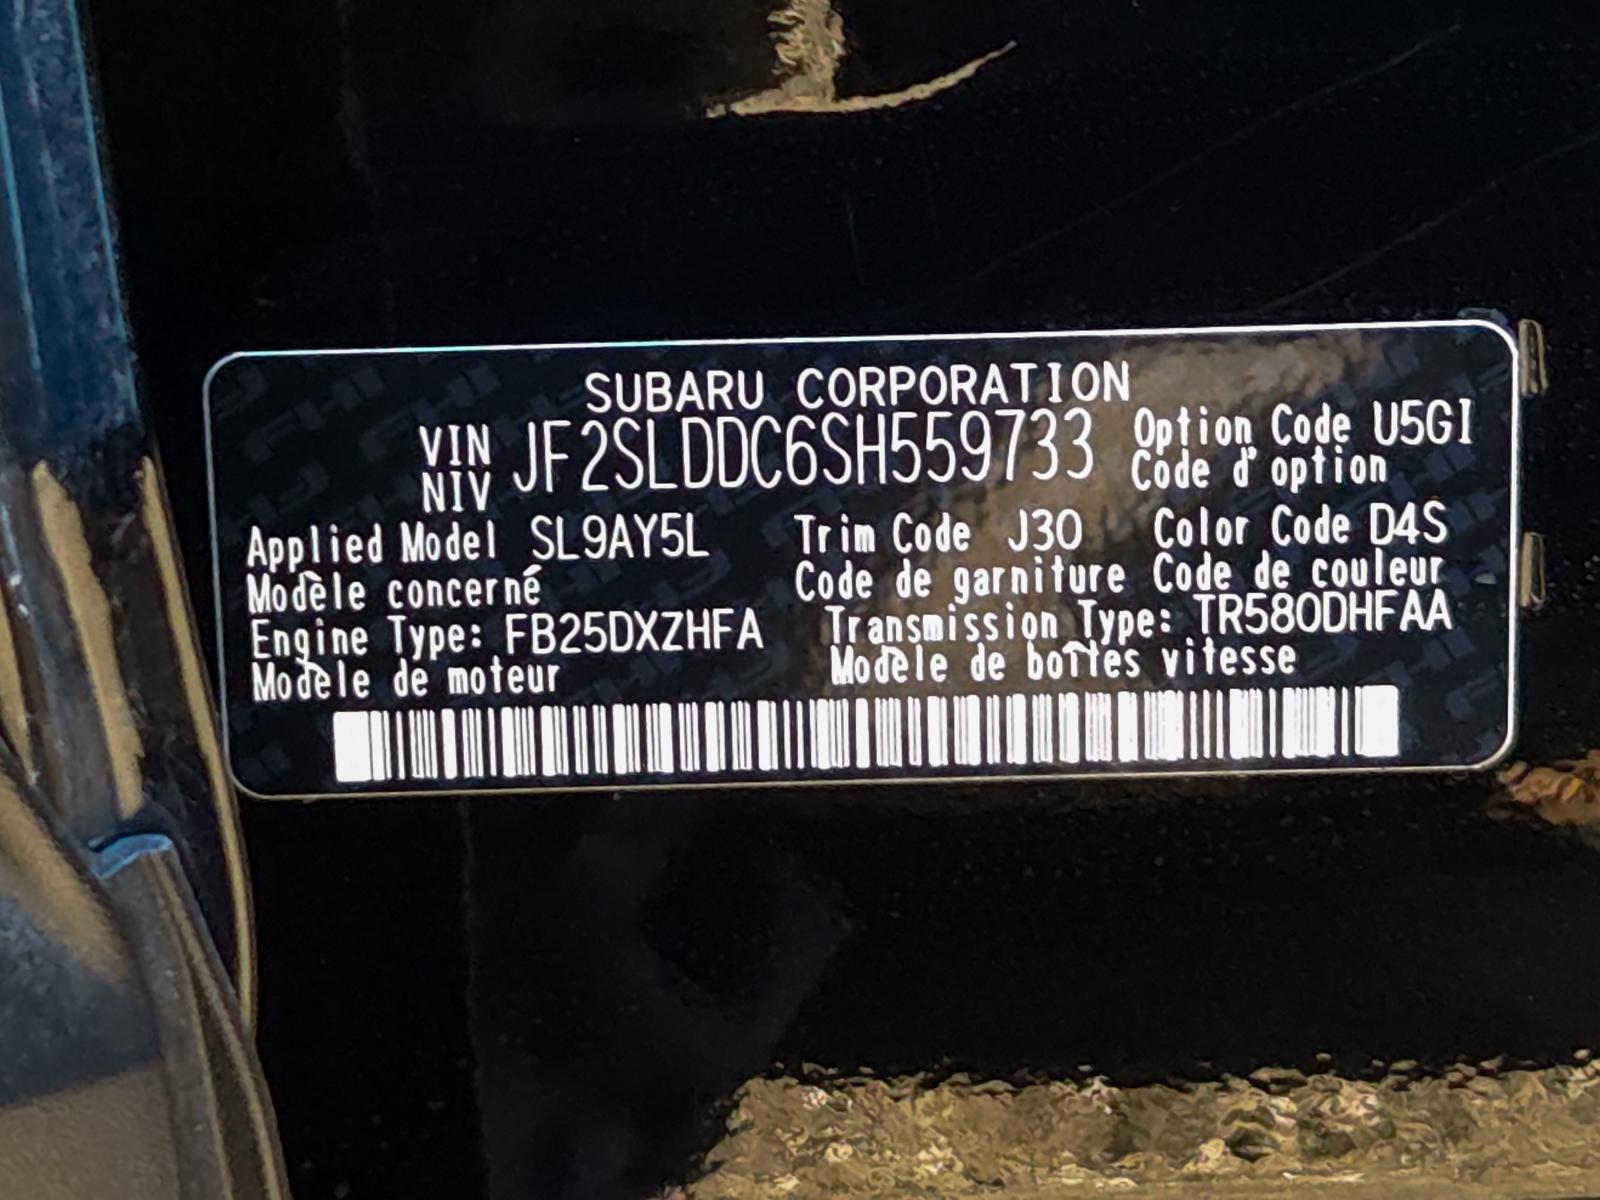 SUBARU CORPORATION
VIN JF2SLDDC6SH559733 Option Code U5GI
NIV Code d'option
Applied Model SL9AY5L Trim Code J30 Color Code D4S
Modèle concerné Code de garniture Code de couleur
Engine Type: FB25DXZHFA Transmission Type: TR580DHFAA
Modèle de moteur Modèle de boîtes vitesse